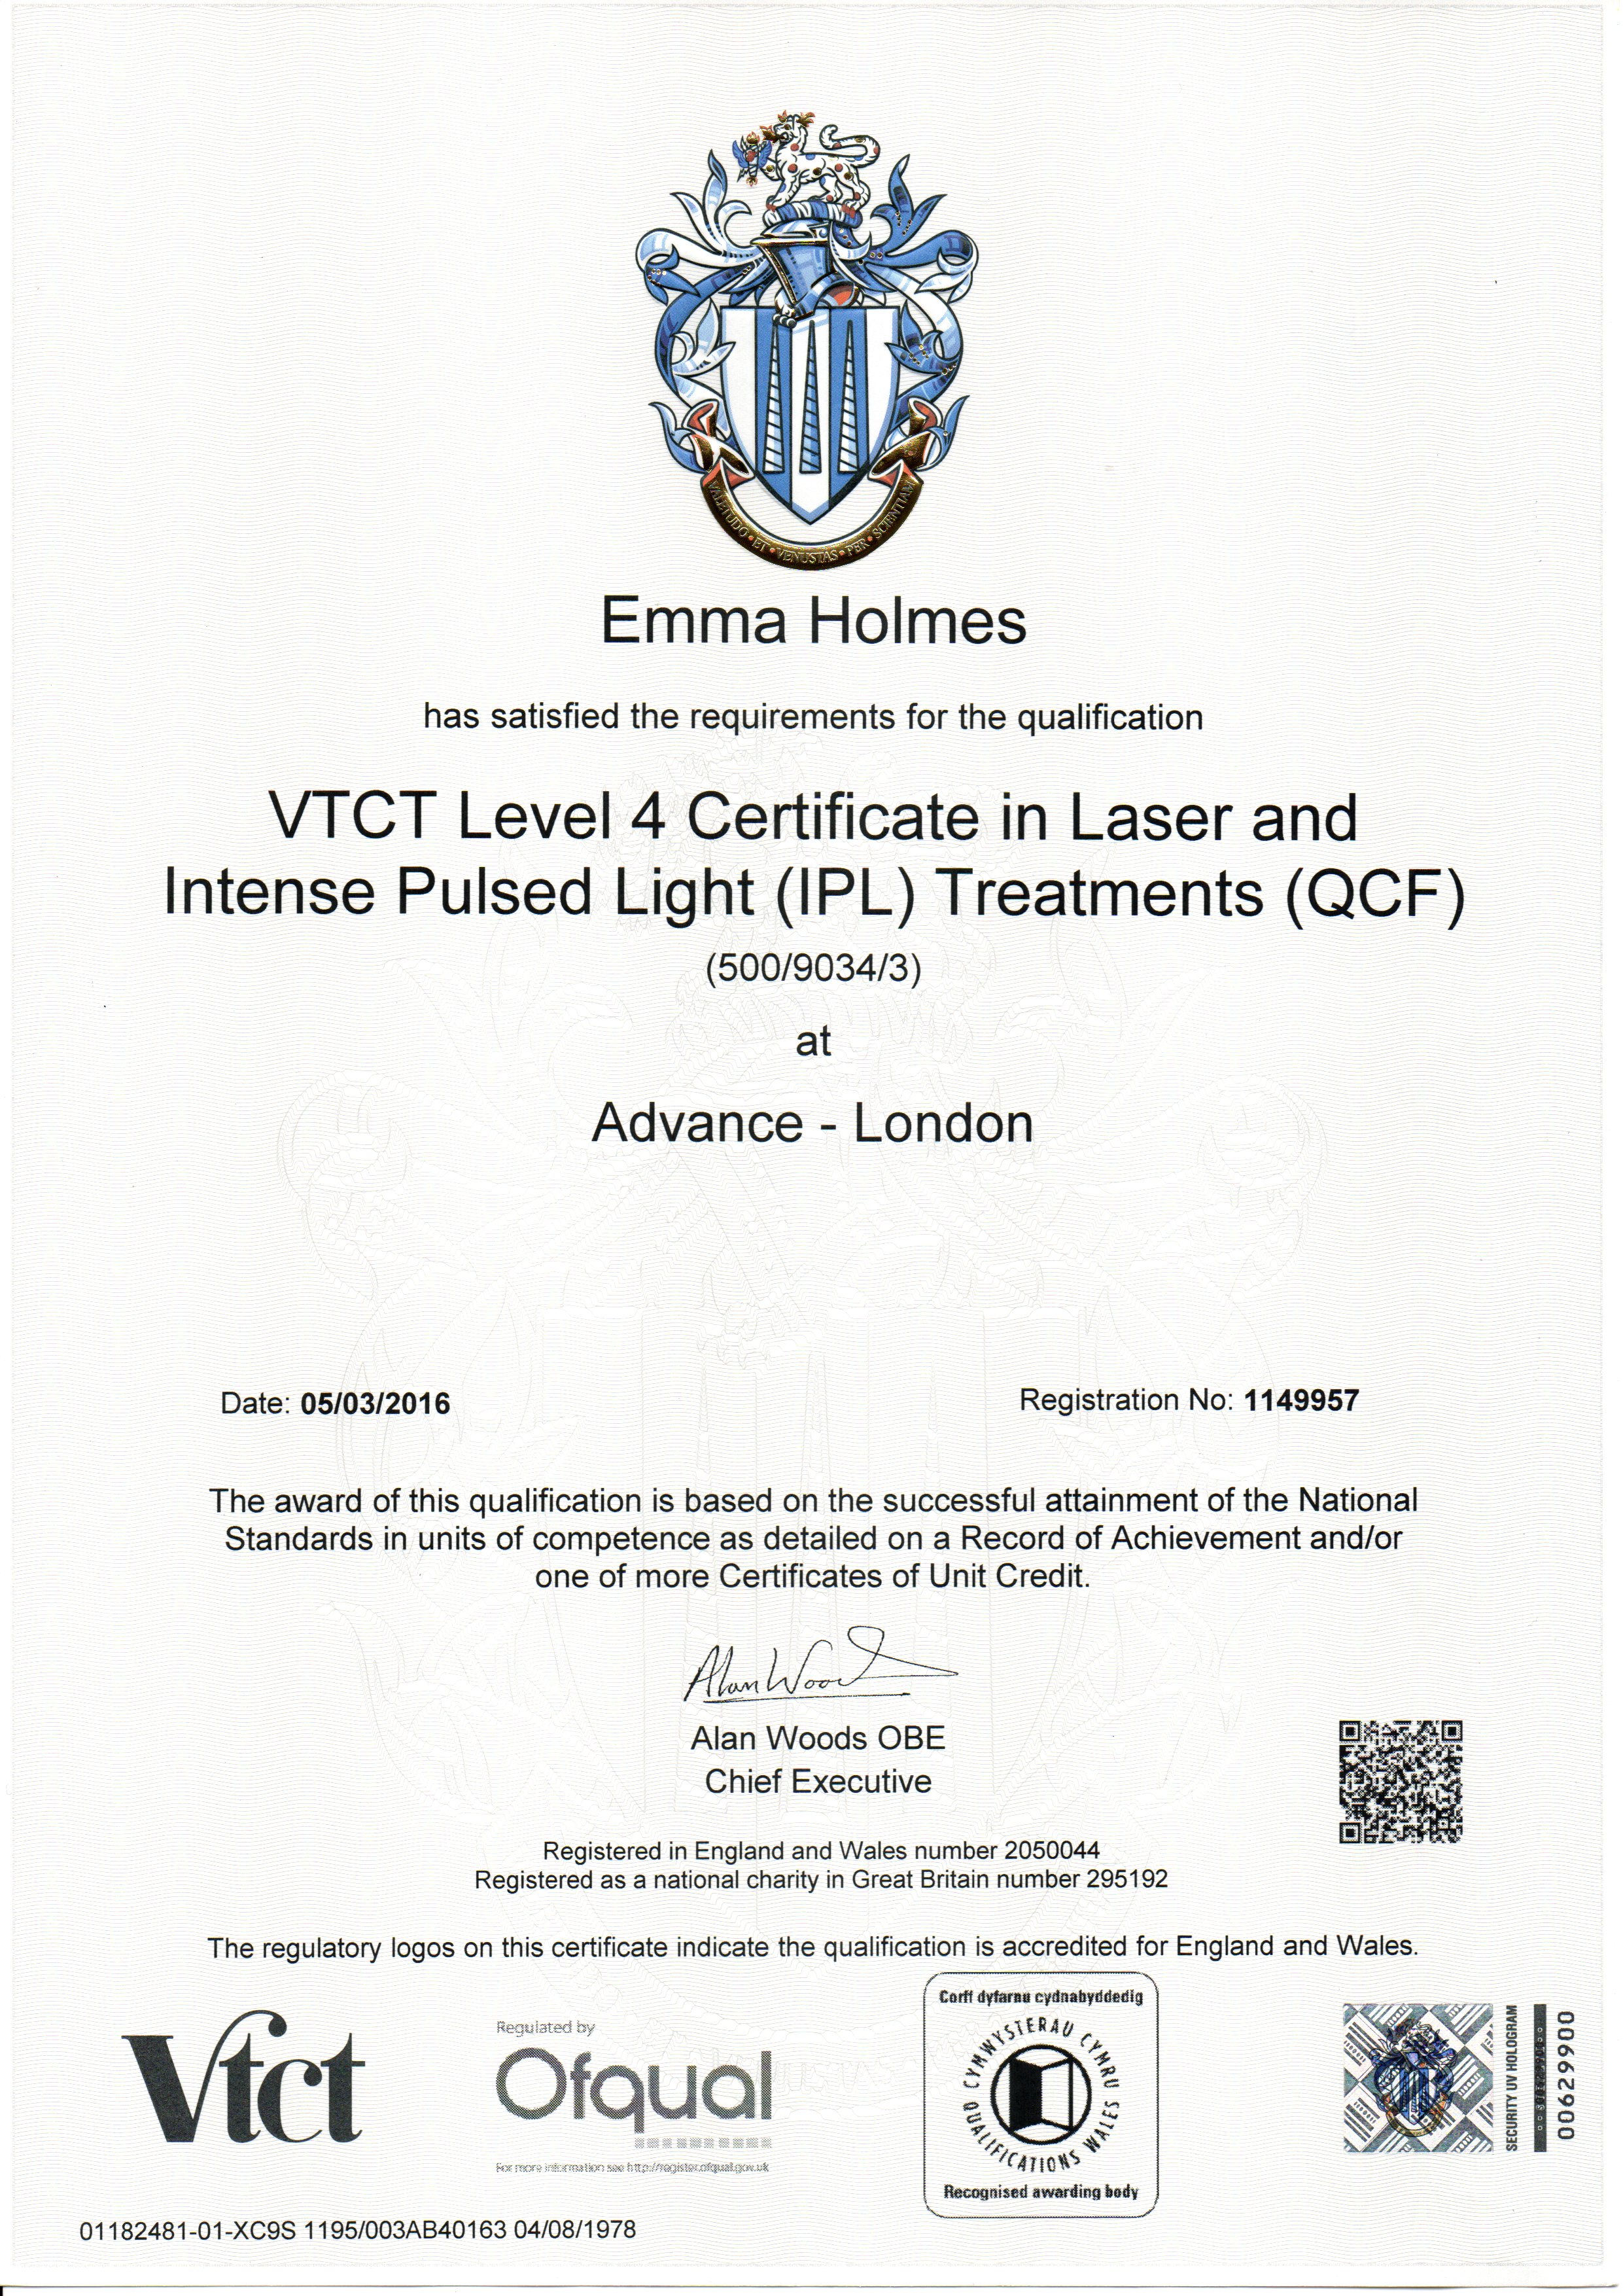 VALETUDO • ET • VENUSTAS • PER • SCIENTIAM
Emma Holmes
has satisfied the requirements for the qualification
VTCT Level 4 Certificate in Laser and
Intense Pulsed Light (IPL) Treatments (QCF)
(500/9034/3)
at
Advance - London
Date: 05/03/2016
Registration No: 1149957
The award of this qualification is based on the successful attainment of the National
Standards in units of competence as detailed on a Record of Achievement and/or
one of more Certificates of Unit Credit.
Alan Woods
Alan Woods OBE
Chief Executive
Registered in England and Wales number 2050044
Registered as a national charity in Great Britain number 295192
The regulatory logos on this certificate indicate the qualification is accredited for England and Wales.
Vtct
Regulated by
Ofqual
For more information see http://register.ofqual.gov.uk
Corff dyfarnu cydnabyddedig
CYMWYSTERAU CYMRU
QUALIFICATIONS WALES
Recognised awarding body
SECURITY UV HOLOGRAM
00629900
01182481-01-XC9S 1195/003AB40163 04/08/1978